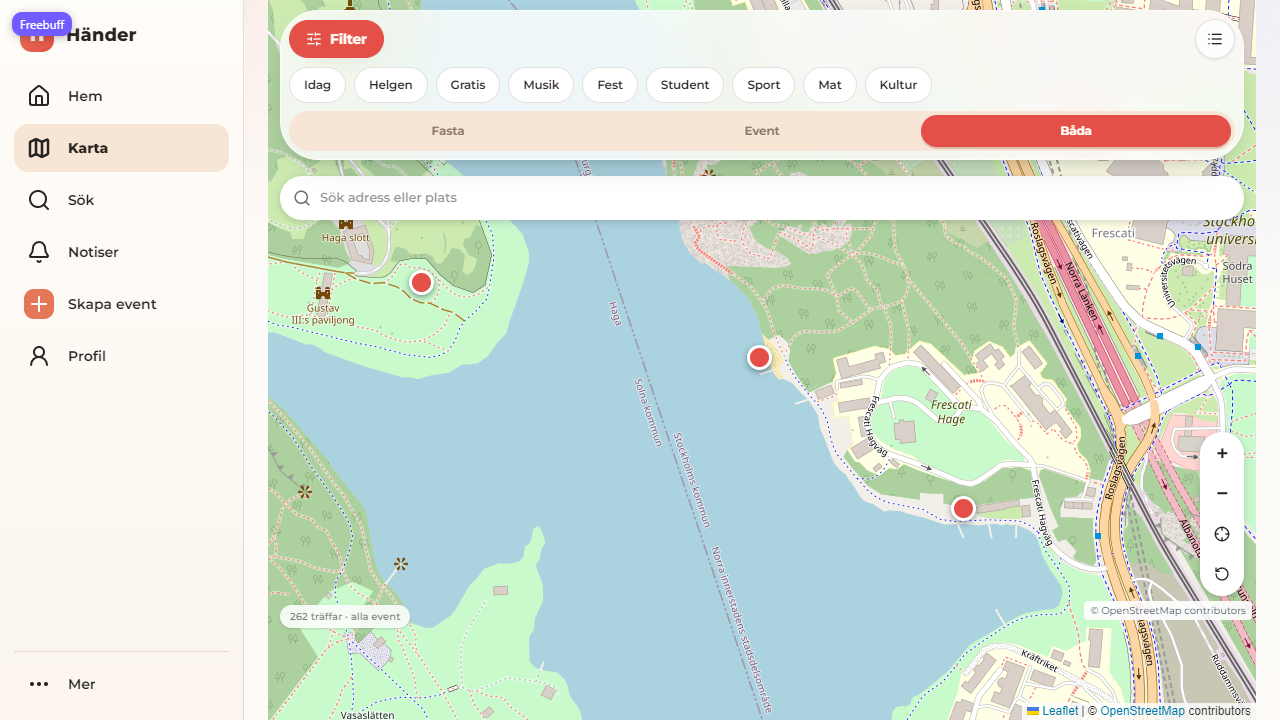 Freebuff
Händer
Hem
Karta
Sök
Notiser
Skapa event
Profil
Mer
Filter
Idag
Helgen
Gratis
Musik
Fest
Student
Sport
Mat
Kultur
Fasta
Event
Båda
Sök adress eller plats
Haga slott
Gustav
III:s paviljong
Haga
Solna kommun
Stockholms kommun
Norra innerstadens stadsdelsområde
Frescati
Hage
Frescati Hagväg
Frescati Hagväg
Roslagsvägen
Norra Länken
Roslagsvägen
Frescati
Södra
Huset
Kräftriket
Vasaslätten
262 träffar · alla event
+
−
© OpenStreetMap contributors
Leaflet | © OpenStreetMap contributors